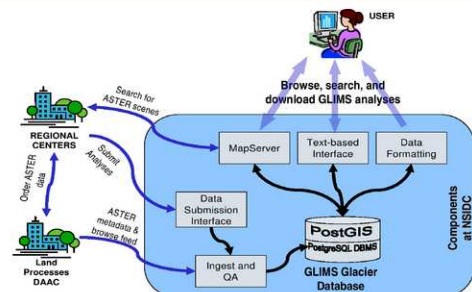 USER
Browse, search, and
download GLIMS analyses
Search for
ASTER scenes
REGIONAL
CENTERS
MapServer
Text-based
Interface
Data
Formatting
Order ASTER
data
Submit
Analyses
Data
Submission
Interface
PostGIS
PostgreSQL DBMS
Components
at NSIDC
ASTER
metadata &
browse feed
Land
Processes
DAAC
Ingest and
QA
GLIMS Glacier
Database